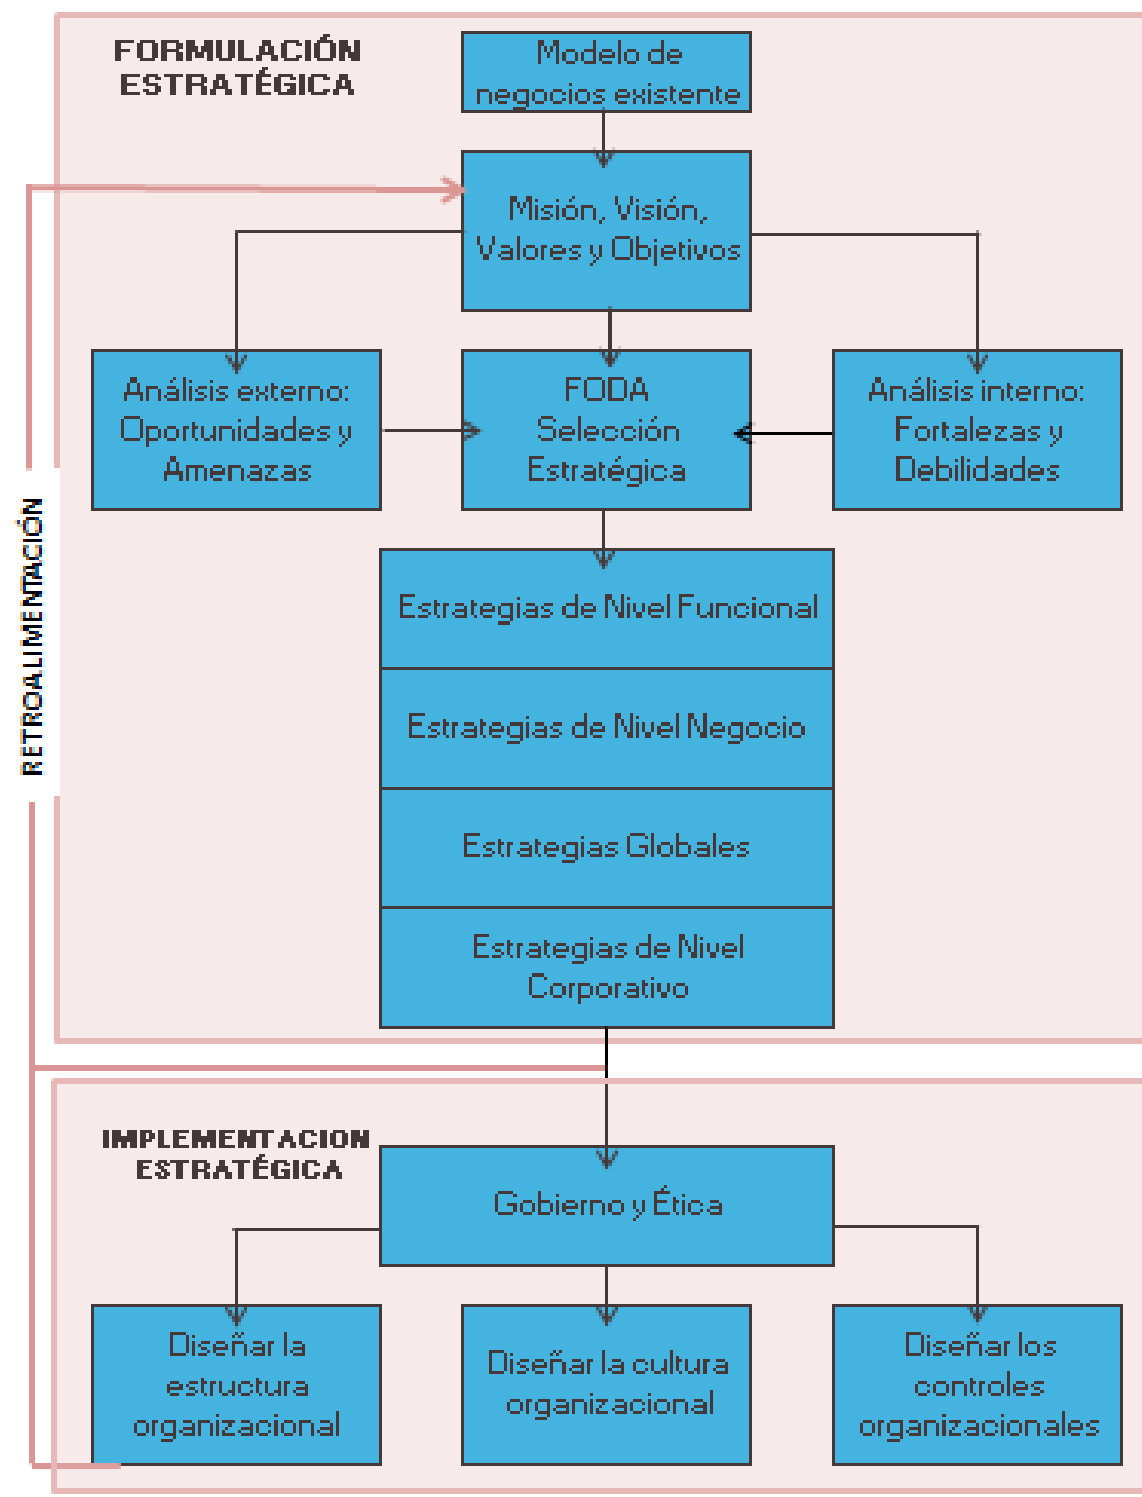 FORMULACIÓN
ESTRATÉGICA
Modelo de
negocios existente
Misión, Visión,
Valores y Objetivos
Análisis externo:
Oportunidades y
Amenazas
FODA
Selección
Estratégica
Análisis interno:
Fortalezas y
Debilidades
RETROALIMENTACIÓN
Estrategias de Nivel Funcional
Estrategias de Nivel Negocio
Estrategias Globales
Estrategias de Nivel
Corporativo
IMPLEMENTACION
ESTRATÉGICA
Gobierno y Ética
Diseñar la
estructura
organizacional
Diseñar la cultura
organizacional
Diseñar los
controles
organizacionales